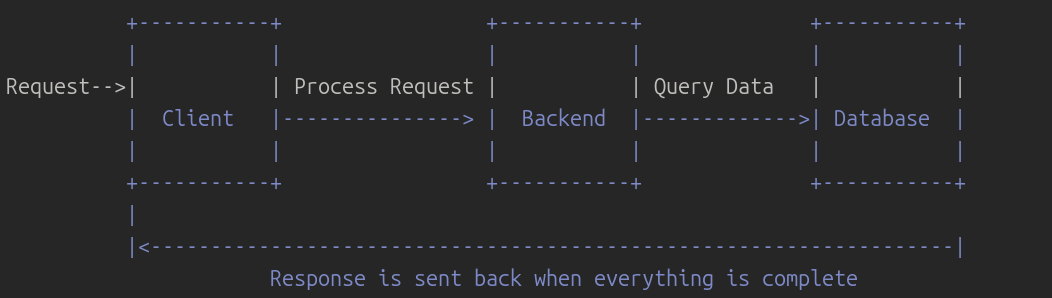 Request-->
Process Request
Query Data
Client
Backend
Database
Response is sent back when everything is complete